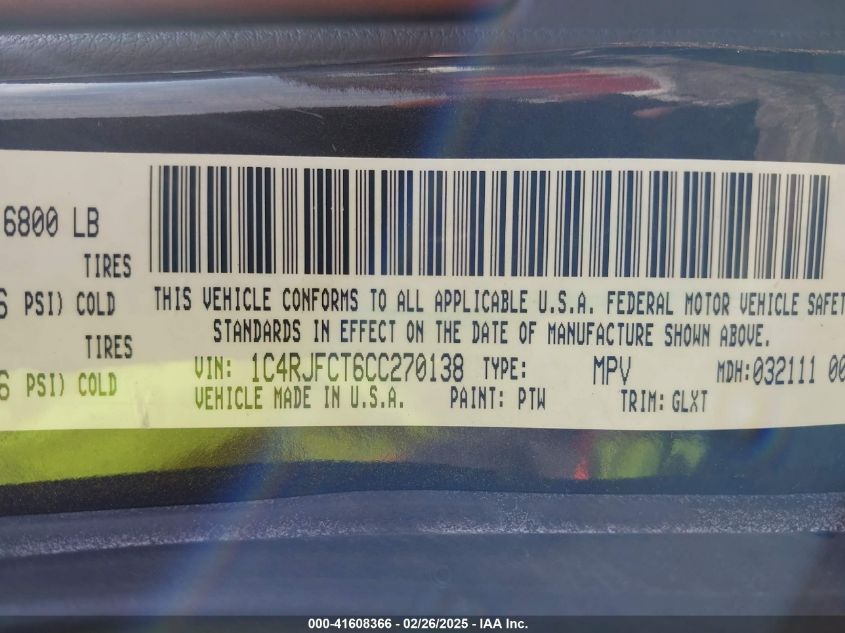 6800 LB
TIRES
6 PSI) COLD
TIRES
6 PSI) COLD
THIS VEHICLE CONFORMS TO ALL APPLICABLE U.S.A. FEDERAL MOTOR VEHICLE SAFET
STANDARDS IN EFFECT ON THE DATE OF MANUFACTURE SHOWN ABOVE.
VIN: 1C4RJFCT6CC270138 TYPE: MPV MDH:032111 00
VEHICLE MADE IN U.S.A. PAINT: PTW TRIM: GLXT
000-41608366 - 02/26/2025 - IAA Inc.